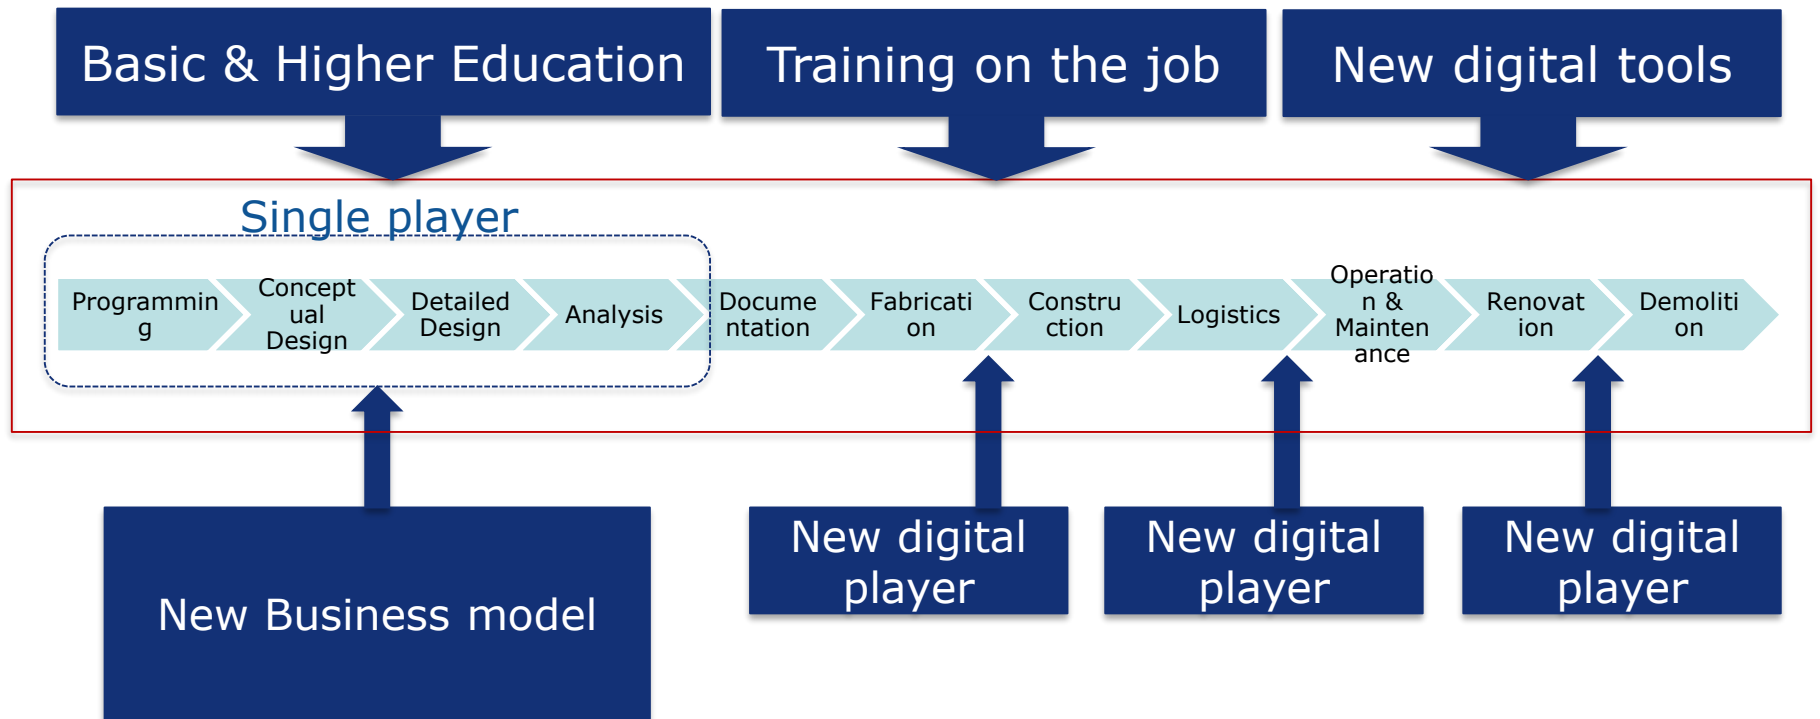 Basic & Higher Education
Training on the job
New digital tools
Single player
Programmin
g
Concept
ual
Design
Detailed
Design
Analysis
Docume
ntation
Fabricati
on
Constru
ction
Logistics
Operatio
n &
Mainten
ance
Renovat
ion
Demoliti
on
New Business model
New digital
player
New digital
player
New digital
player